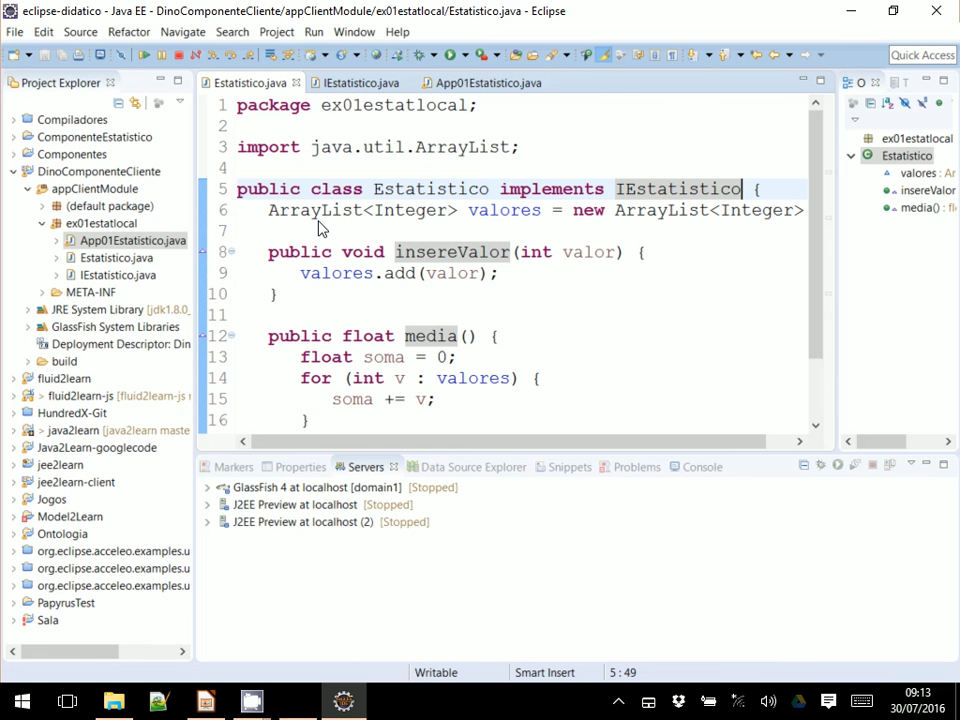 eclipse-didatico - Java EE - DinoComponenteCliente/appClientModule/ex01estatlocal/Estatistico.java - Eclipse
File Edit Source Refactor Navigate Search Project Run Window Help
Quick Access
Project Explorer
Compiladores
ComponenteEstatistico
Componentes
DinoComponenteCliente
appClientModule
(default package)
ex01estatlocal
App01Estatistico.java
Estatistico.java
IEstatistico.java
META-INF
JRE System Library [jdk1.8.0_
GlassFish System Libraries
Deployment Descriptor: Din
build
fluid2learn
> fluid2learn-js [fluid2learn-js
HundredX-Git
> java2learn [java2learn master
Java2Learn-googlecode
jee2learn
jee2learn-client
Jogos
Model2Learn
Ontologia
org.eclipse.acceleo.examples.u
org.eclipse.acceleo.examples.u
org.eclipse.acceleo.examples.u
PapyrusTest
Sala
Estatistico.java IEstatistico.java App01Estatistico.java
1 package ex01estatlocal;
2
3 import java.util.ArrayList;
4
5 public class Estatistico implements IEstatistico {
6 ArrayList<Integer> valores = new ArrayList<Integer>
7
8 public void insereValor(int valor) {
9 valores.add(valor);
10 }
11
12 public float media() {
13 float soma = 0;
14 for (int v : valores) {
15 soma += v;
16 }
O T
ex01estatlocal
Estatistico
valores : Ar
insereValor
media() : fl
Markers Properties Servers Data Source Explorer Snippets Problems Console
GlassFish 4 at localhost [domain1] [Stopped]
J2EE Preview at localhost [Stopped]
J2EE Preview at localhost (2) [Stopped]
Writable Smart Insert 5 : 49
09:13
30/07/2016